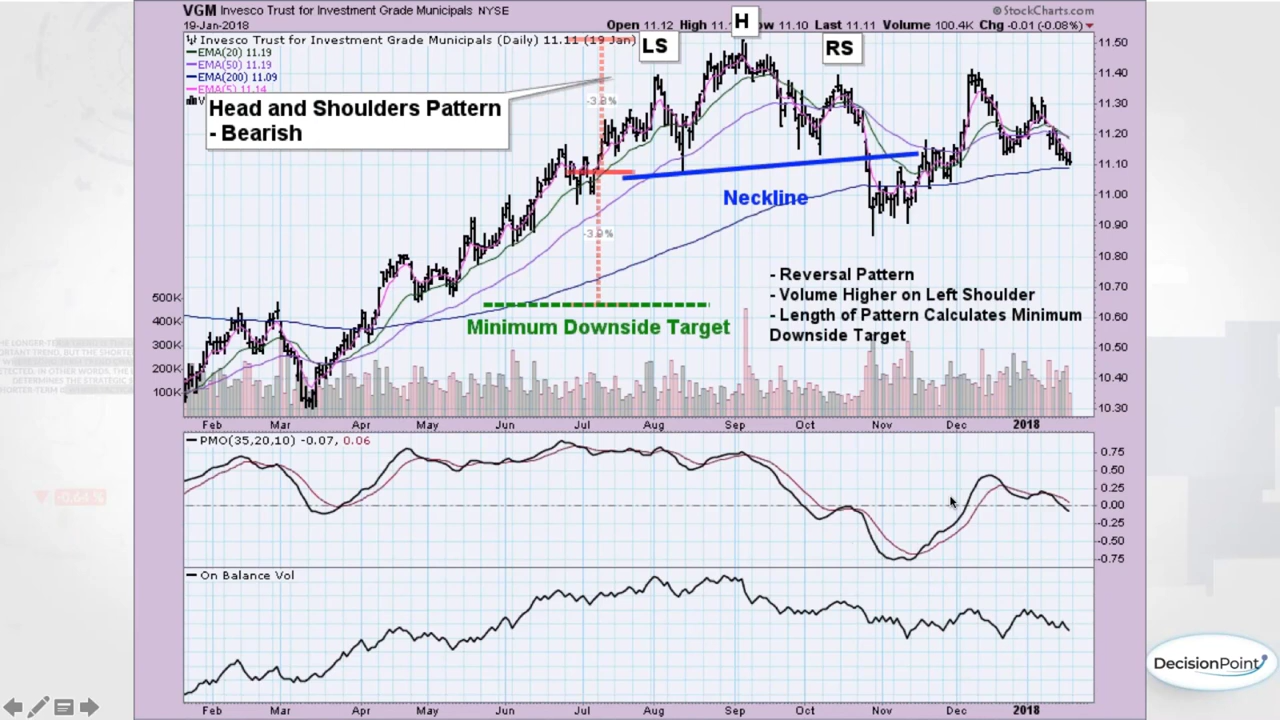 VGM Invesco Trust for Investment Grade Municipals NYSE
© StockCharts.com
19-Jan-2018
Open 11.12 High 11. ow 11.10 Last 11.11 Volume 100.4K Chg -0.01 (-0.08%)
Invesco Trust for Investment Grade Municipals (Daily) 11.11 (19 Jan)
EMA(20) 11.19
EMA(50) 11.19
EMA(200) 11.09
EMA(5) 11.14
LS
H
RS
Head and Shoulders Pattern
- Bearish
-3.8%
-3.9%
Neckline
- Reversal Pattern
- Volume Higher on Left Shoulder
- Length of Pattern Calculates Minimum
Downside Target
Minimum Downside Target
11.50
11.40
11.30
11.20
11.10
11.00
10.90
10.80
10.70
10.60
10.50
10.40
10.30
500K
400K
300K
200K
100K
Feb Mar Apr May Jun Jul Aug Sep Oct Nov Dec 2018
PMO(35,20,10) -0.07, 0.06
0.75
0.50
0.25
0.00
-0.25
-0.50
-0.75
On Balance Vol
Feb Mar Apr May Jun Jul Aug Sep Oct Nov Dec 2018
-0.64%
DecisionPoint